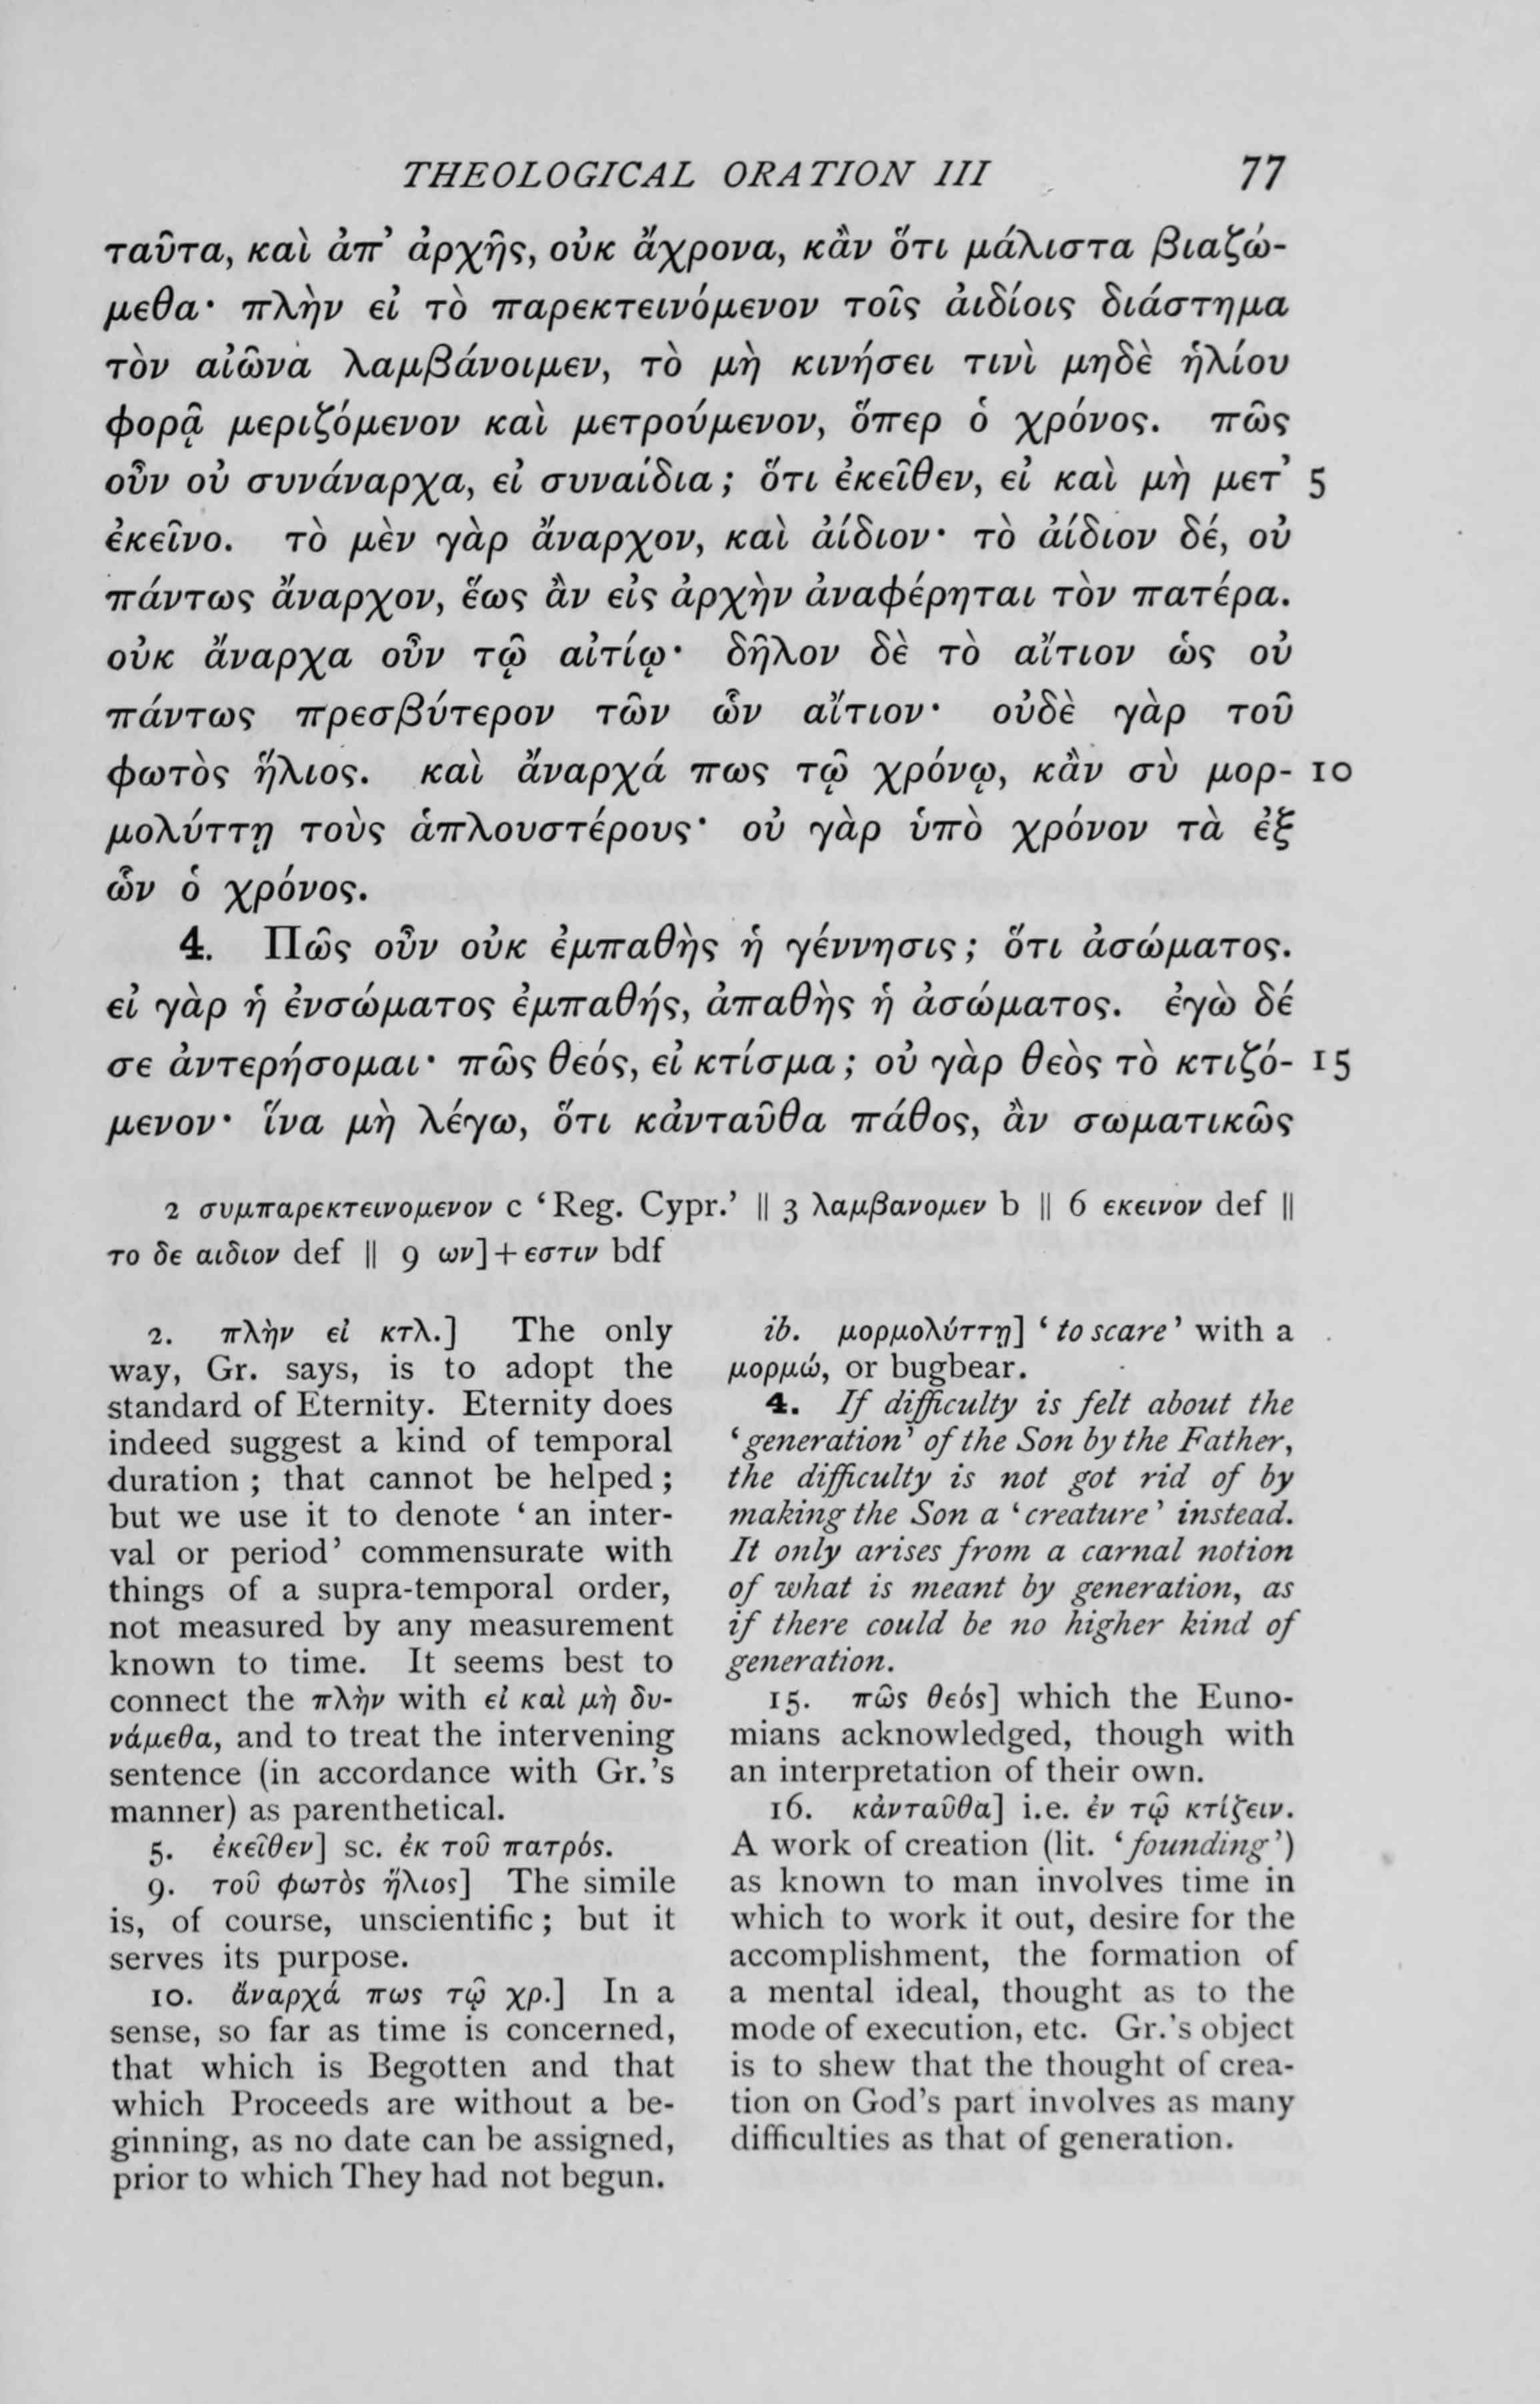 THEOLOGICAL ORATION III 77
ταῦτα, καὶ ἀπ’ ἀρχῆς, οὐκ ἄχρονα, κἂν ὅτι μάλιστα βιαζώ-
μεθα· πλὴν εἰ τὸ παρεκτεινόμενον τοῖς ἀιδίοις διάστημα
τὸν αἰῶνα λαμβάνοιμεν, τὸ μὴ κινήσει τινὶ μηδὲ ἡλίου
φορᾷ μεριζόμενον καὶ μετρούμενον, ὅπερ ὁ χρόνος. πῶς
οὖν οὐ συνάναρχα, εἰ συναΐδια; ὅτι ἐκεῖθεν, εἰ καὶ μὴ μετ’ 5
ἐκεῖνο. τὸ μὲν γὰρ ἄναρχον, καὶ ἀίδιον· τὸ ἀίδιον δέ, οὐ
πάντως ἄναρχον, ἕως ἂν εἰς ἀρχὴν ἀναφέρηται τὸν πατέρα.
οὐκ ἄναρχα οὖν τῷ αἰτίῳ· δῆλον δὲ τὸ αἴτιον ὡς οὐ
πάντως πρεσβύτερον τῶν ὧν αἴτιον· οὐδὲ γὰρ τοῦ
φωτὸς ἥλιος. καὶ ἄναρχά πως τῷ χρόνῳ, κἂν σὺ μορ- 10
μολύττῃ τοὺς ἁπλουστέρους· οὐ γὰρ ὑπὸ χρόνον τὰ ἐξ
ὧν ὁ χρόνος.
4. Πῶς οὖν οὐκ ἐμπαθὴς ἡ γέννησις; ὅτι ἀσώματος.
εἰ γὰρ ἡ ἐνσώματος ἐμπαθής, ἀπαθὴς ἡ ἀσώματος. ἐγὼ δέ
σε ἀντερήσομαι· πῶς θεός, εἰ κτίσμα; οὐ γὰρ θεὸς τὸ κτιζό- 15
μενον· ἵνα μὴ λέγω, ὅτι κἀνταῦθα πάθος, ἂν σωματικῶς
2 συμπαρεκτεινομενον c ‘Reg. Cypr.’ || 3 λαμβανομεν b || 6 εκεινον def ||
το δε αιδιον def || 9 ων]+εστιν bdf
2. πλὴν εἰ κτλ.] The only
way, Gr. says, is to adopt the
standard of Eternity. Eternity does
indeed suggest a kind of temporal
duration; that cannot be helped;
but we use it to denote ‘an inter-
val or period’ commensurate with
things of a supra-temporal order,
not measured by any measurement
known to time. It seems best to
connect the πλὴν with εἰ καὶ μὴ δυ-
νάμεθα, and to treat the intervening
sentence (in accordance with Gr.’s
manner) as parenthetical.
5. ἐκεῖθεν] sc. ἐκ τοῦ πατρός.
9. τοῦ φωτὸς ἥλιος] The simile
is, of course, unscientific; but it
serves its purpose.
10. ἄναρχά πως τῷ χρ.] In a
sense, so far as time is concerned,
that which is Begotten and that
which Proceeds are without a be-
ginning, as no date can be assigned,
prior to which They had not begun.
ib. μορμολύττῃ] ‘to scare’ with a
μορμώ, or bugbear.
4. If difficulty is felt about the
‘generation’ of the Son by the Father,
the difficulty is not got rid of by
making the Son a ‘creature’ instead.
It only arises from a carnal notion
of what is meant by generation, as
if there could be no higher kind of
generation.
15. πῶς θεός] which the Euno-
mians acknowledged, though with
an interpretation of their own.
16. κἀνταῦθα] i.e. ἐν τῷ κτίζειν.
A work of creation (lit. ‘founding’)
as known to man involves time in
which to work it out, desire for the
accomplishment, the formation of
a mental ideal, thought as to the
mode of execution, etc. Gr.’s object
is to shew that the thought of crea-
tion on God’s part involves as many
difficulties as that of generation.